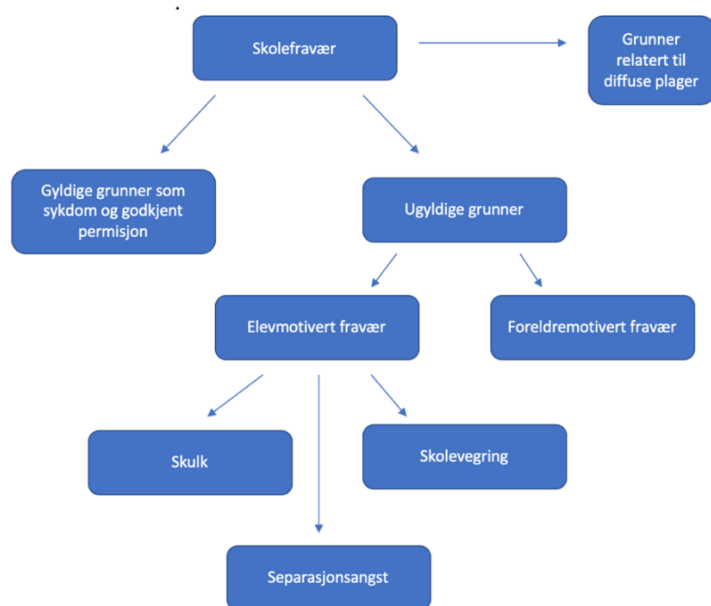 Skolefravær
Grunner
relatert til
diffuse plager
Gyldige grunner som
sykdom og godkjent
permisjon
Ugyldige grunner
Elevmotivert fravær
Foreldremotivert fravær
Skulk
Skolevegring
Separasjonsangst